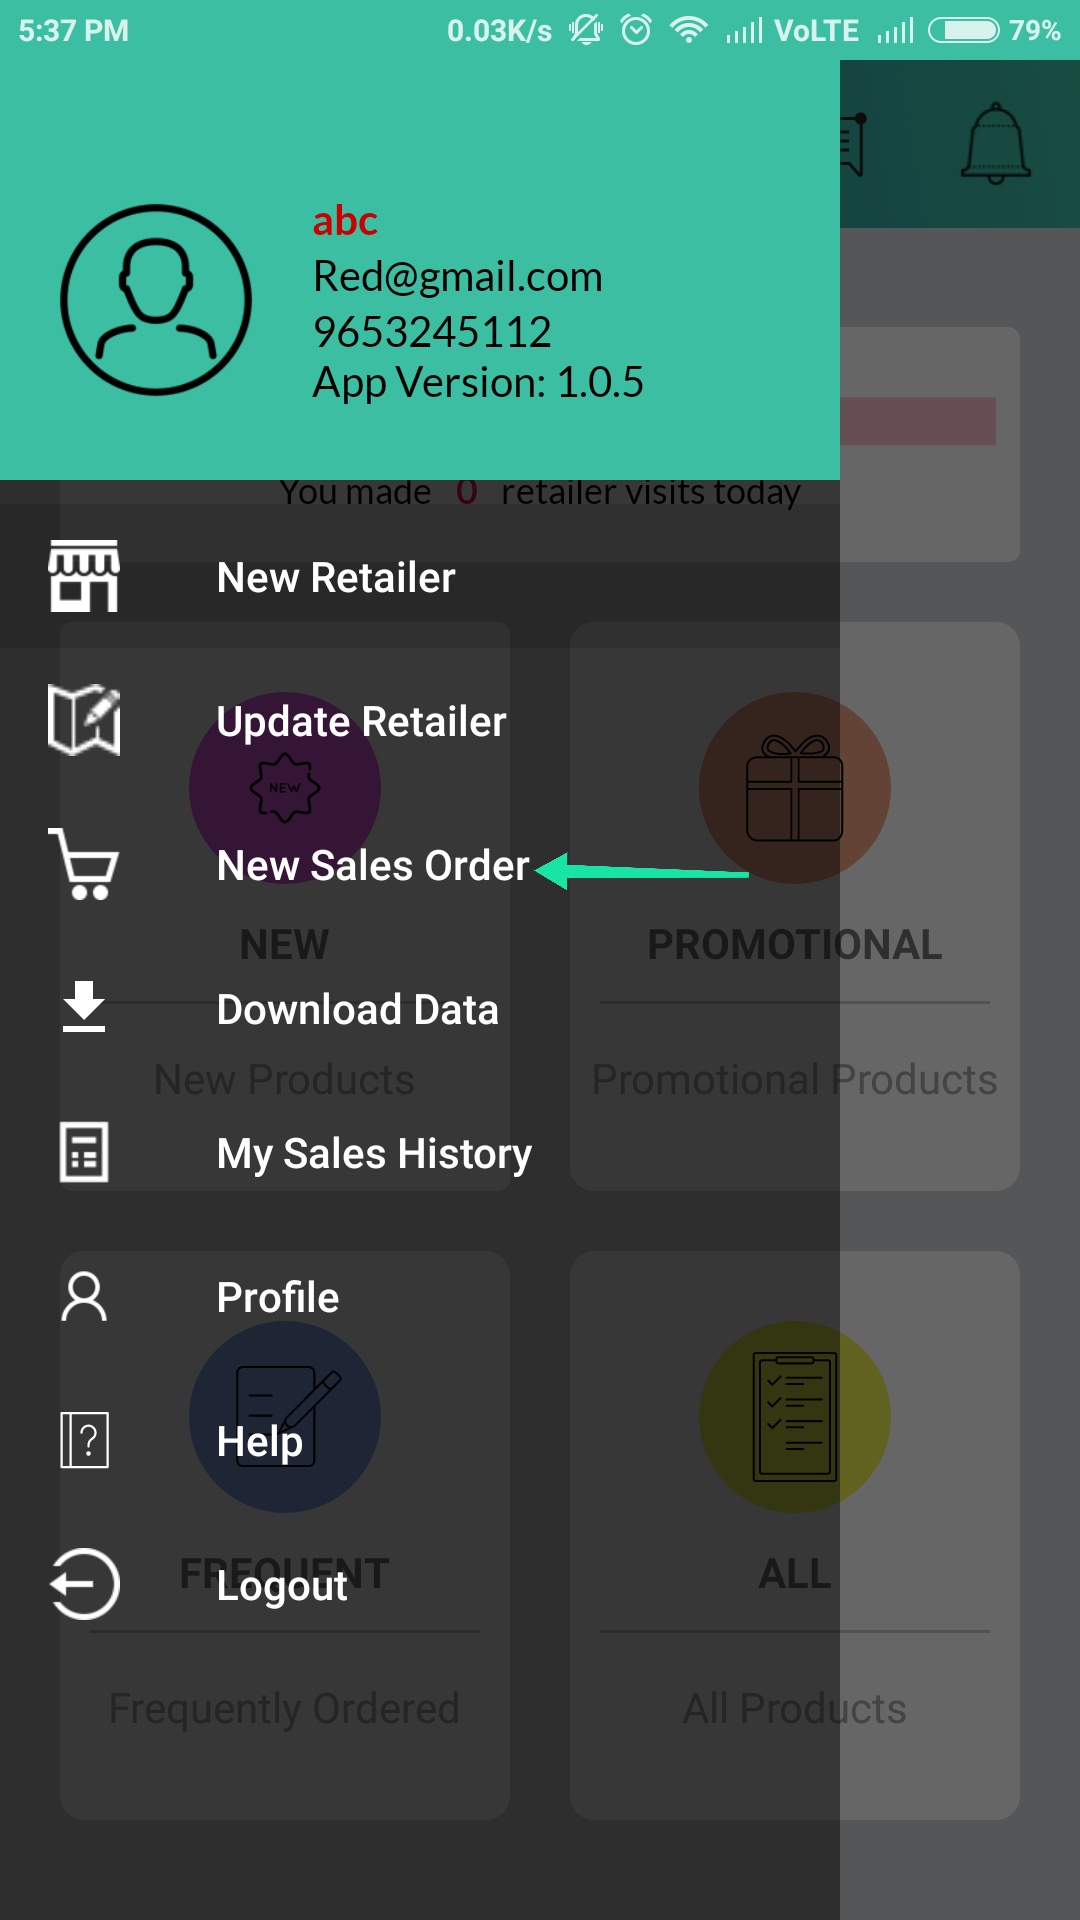 5:37 PM 0.03K/s VoLTE 79%
abc
Red@gmail.com
9653245112
App Version: 1.0.5
You made 0 retailer visits today
New Retailer
Update Retailer
NEW
New Sales Order
NEW PROMOTIONAL
Download Data
New Products Promotional Products
My Sales History
Profile
?
Help
FREQUENT ALL
Logout
Frequently Ordered All Products